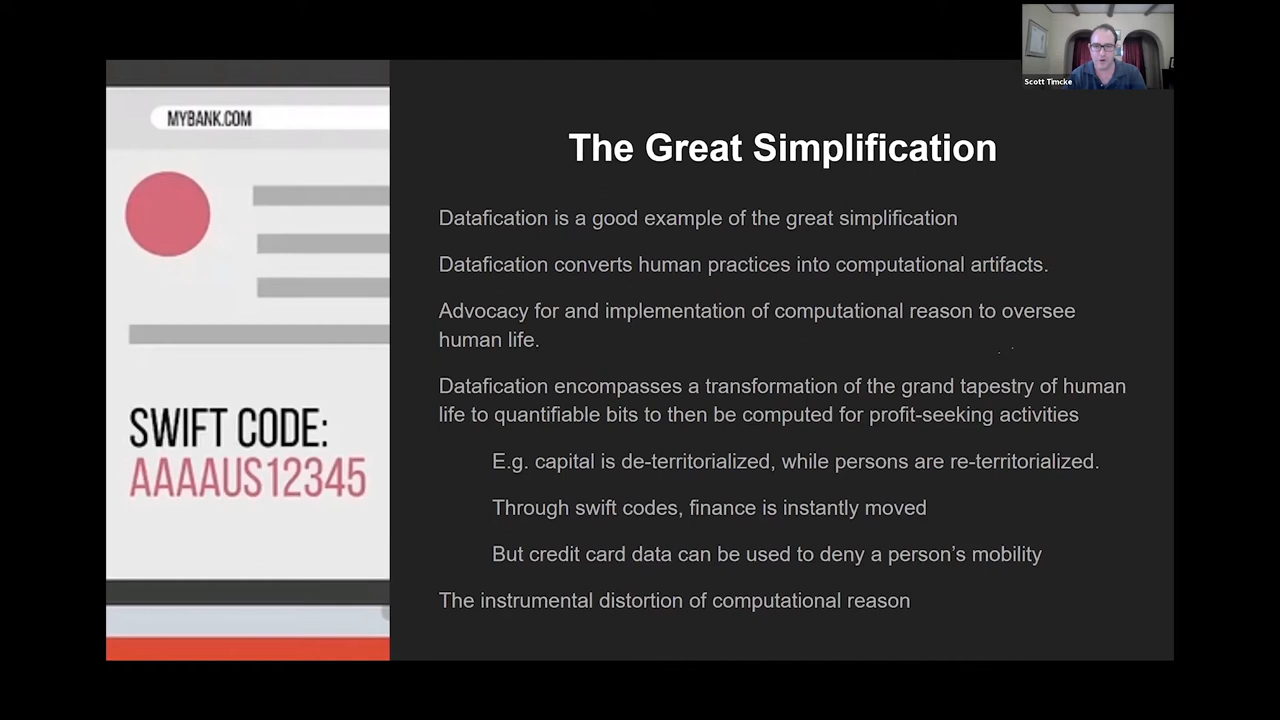 Scott Timcke
MYBANK.COM
SWIFT CODE:
AAAAUS12345
The Great Simplification
Datafication is a good example of the great simplification
Datafication converts human practices into computational artifacts.
Advocacy for and implementation of computational reason to oversee
human life.
Datafication encompasses a transformation of the grand tapestry of human
life to quantifiable bits to then be computed for profit-seeking activities
E.g. capital is de-territorialized, while persons are re-territorialized.
Through swift codes, finance is instantly moved
But credit card data can be used to deny a person’s mobility
The instrumental distortion of computational reason